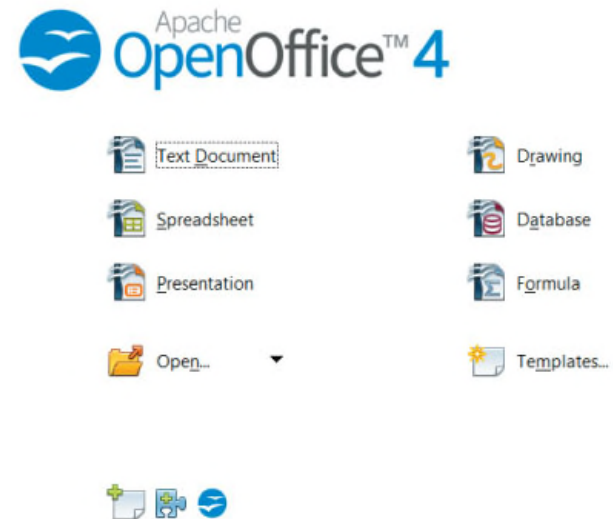 Apache
OpenOffice™ 4
Text Document
Drawing
Spreadsheet
Database
Presentation
Formula
Open...
Templates...